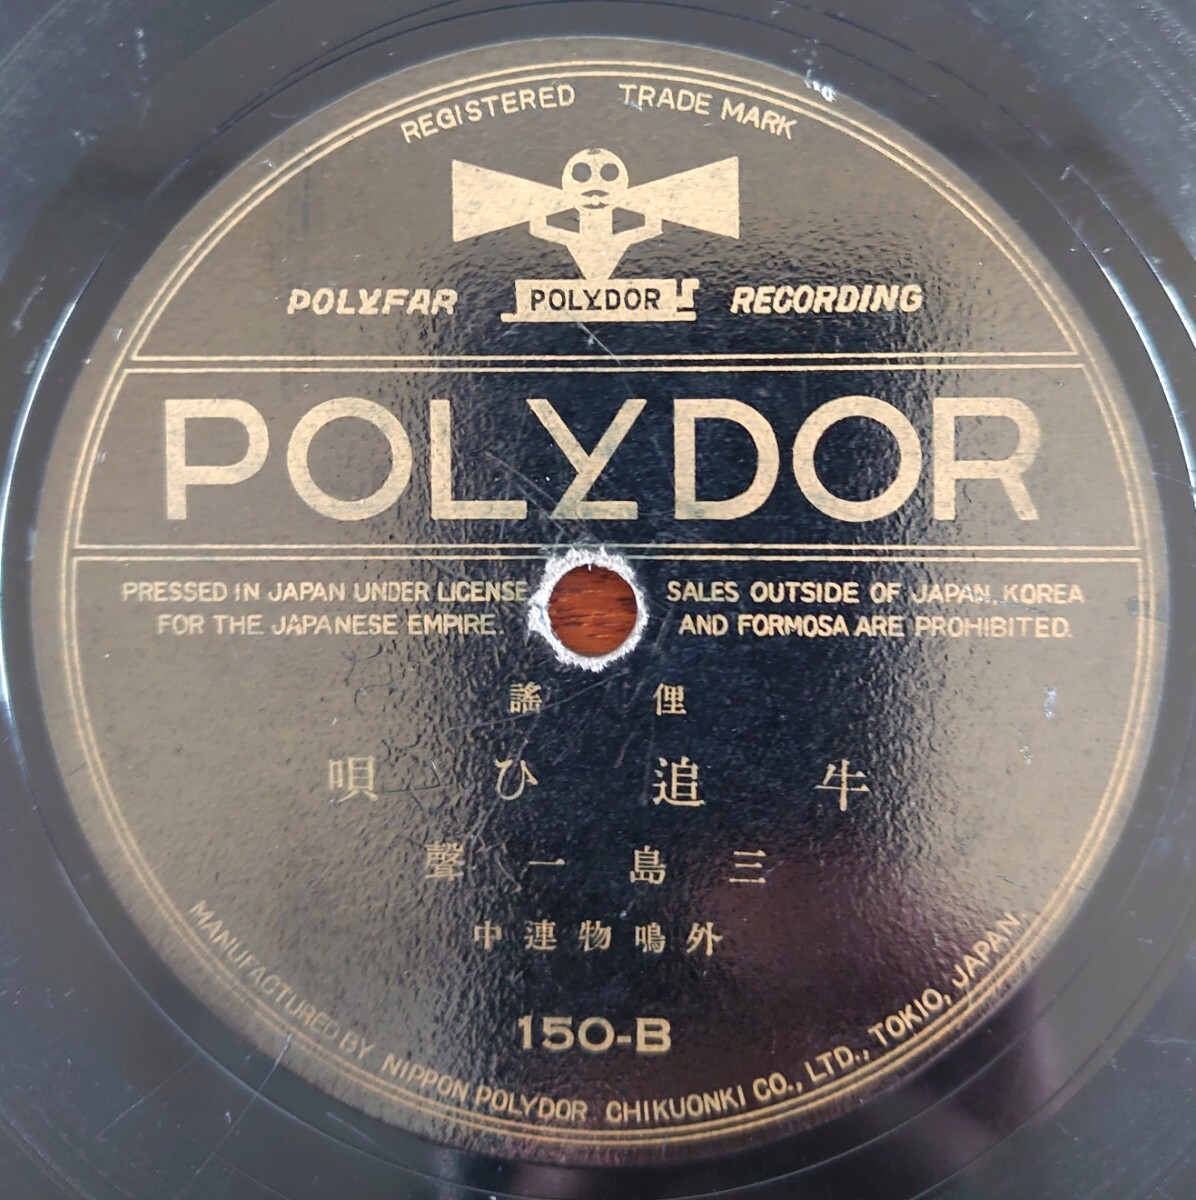 REGISTERED TRADE MARK
POLYFAR POLYDOR RECORDING
POLYDOR
PRESSED IN JAPAN UNDER LICENSE
FOR THE JAPANESE EMPIRE.
SALES OUTSIDE OF JAPAN, KOREA
AND FORMOSA ARE PROHIBITED.
俚謠
牛追ひ唄
三島一聲
外鳴物連中
150-B
MANUFACTURED BY NIPPON POLYDOR CHIKUONKI CO., LTD., TOKIO, JAPAN.